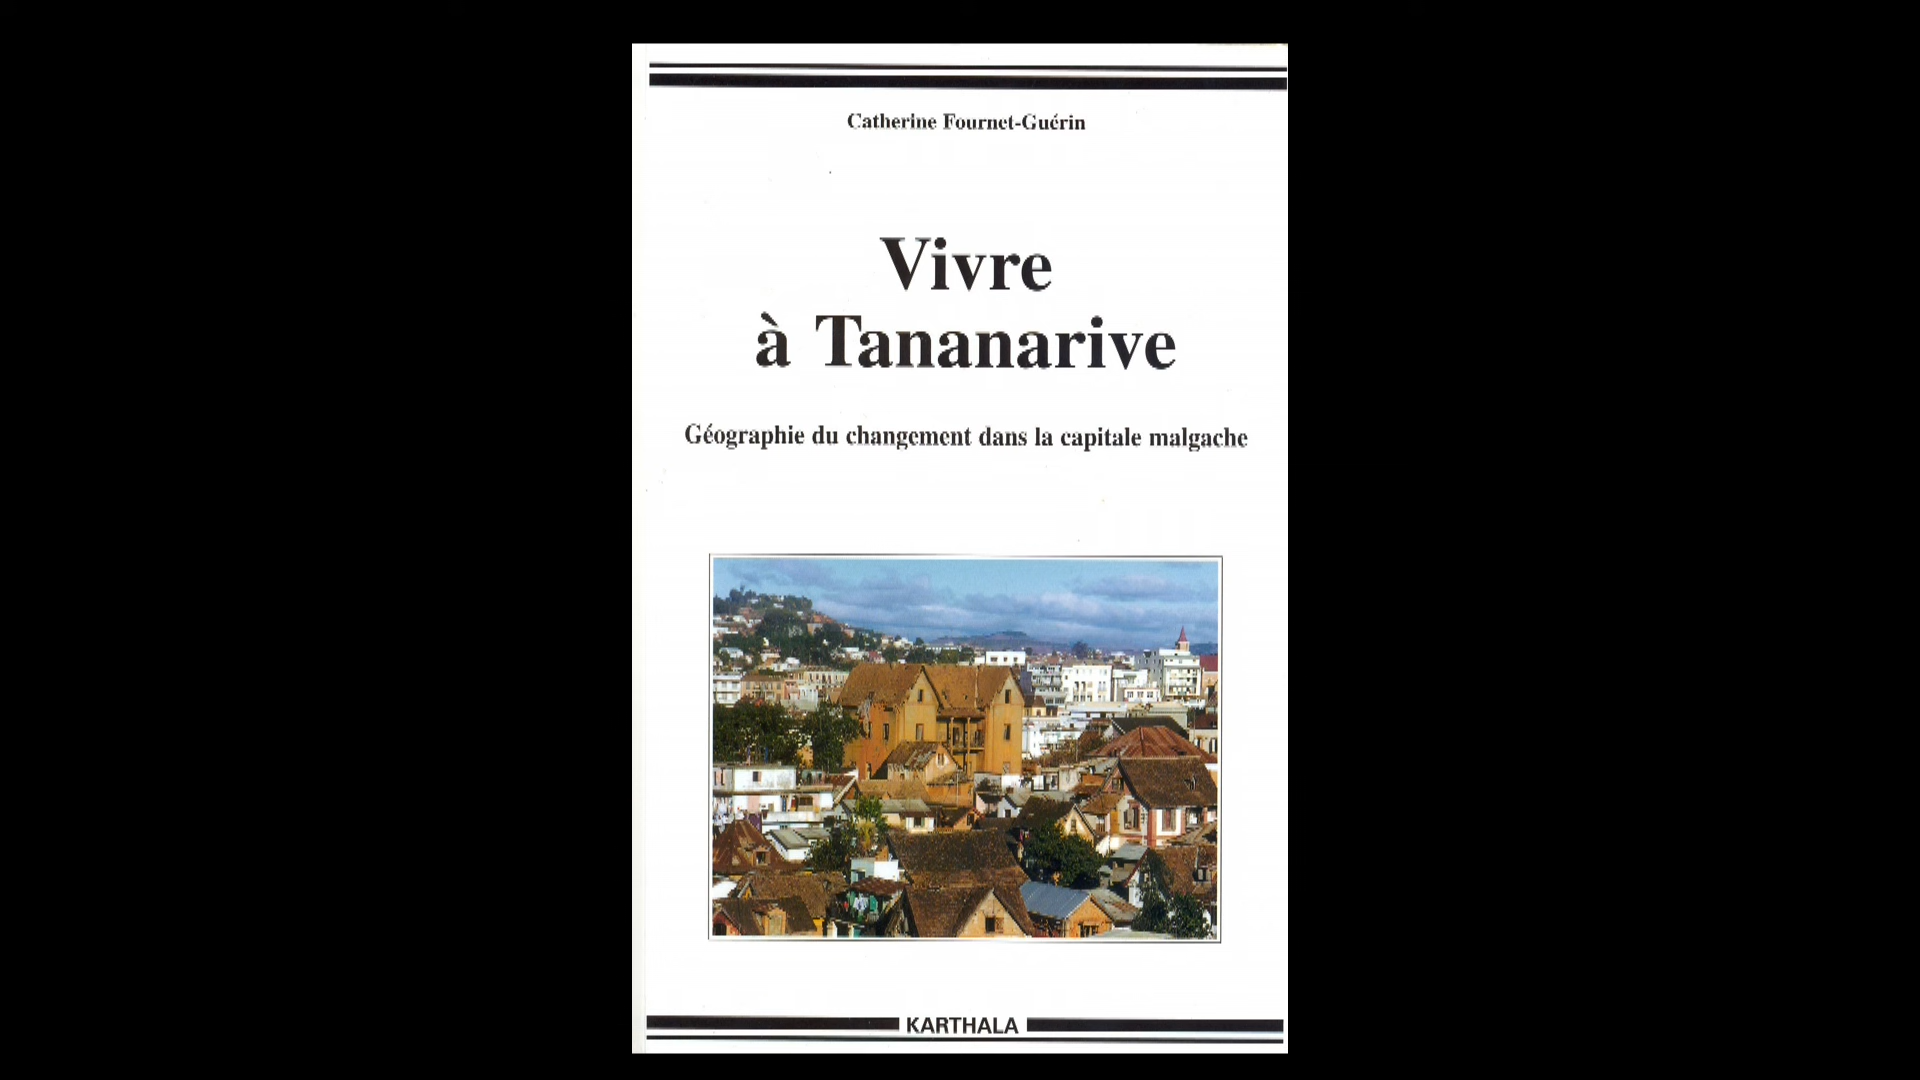 Catherine Fournet-Guérin
Vivre
à Tananarive
Géographie du changement dans la capitale malgache
KARTHALA